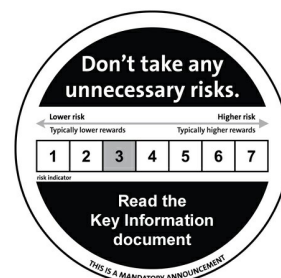 Don't take any
unnecessary risks.
Lower risk Higher risk
Typically lower rewards Typically higher rewards
1 2 3 4 5 6 7
risk indicator
Read the
Key Information
document
THIS IS A MANDATORY ANNOUNCEMENT